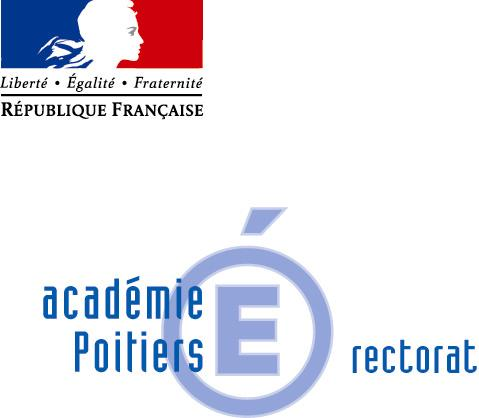 Liberté • Égalité • Fraternité
RÉPUBLIQUE FRANÇAISE
académie
Poitiers
É
rectorat